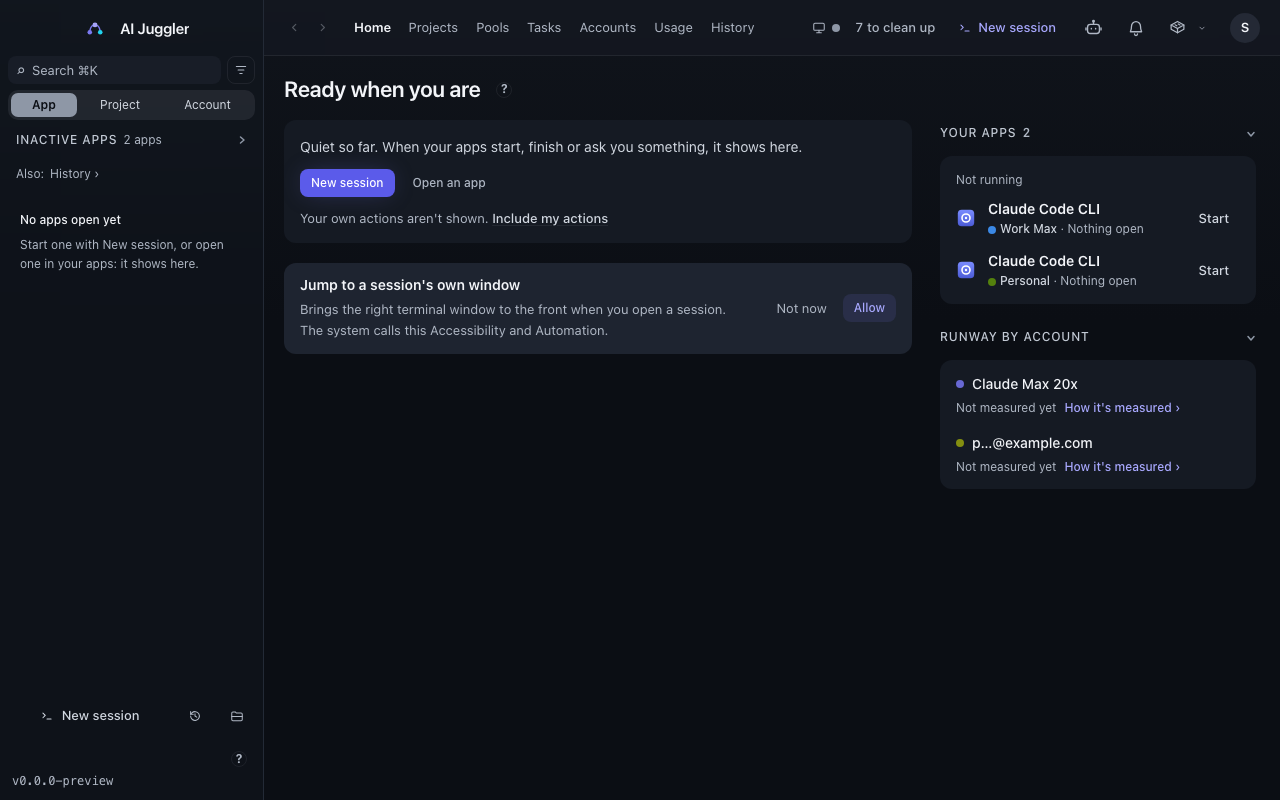 AI Juggler
Search ⌘K
App
Project
Account
INACTIVE APPS 2 apps
Also: History ›
No apps open yet
Start one with New session, or open
one in your apps: it shows here.
New session
?
v0.0.0-preview
Home
Projects
Pools
Tasks
Accounts
Usage
History
7 to clean up
New session
S
Ready when you are
?
Quiet so far. When your apps start, finish or ask you something, it shows here.
New session
Open an app
Your own actions aren't shown. Include my actions
Jump to a session's own window
Brings the right terminal window to the front when you open a session.
The system calls this Accessibility and Automation.
Not now
Allow
YOUR APPS 2
Not running
Claude Code CLI
Work Max · Nothing open
Start
Claude Code CLI
Personal · Nothing open
Start
RUNWAY BY ACCOUNT
Claude Max 20x
Not measured yet How it's measured ›
p...@example.com
Not measured yet How it's measured ›